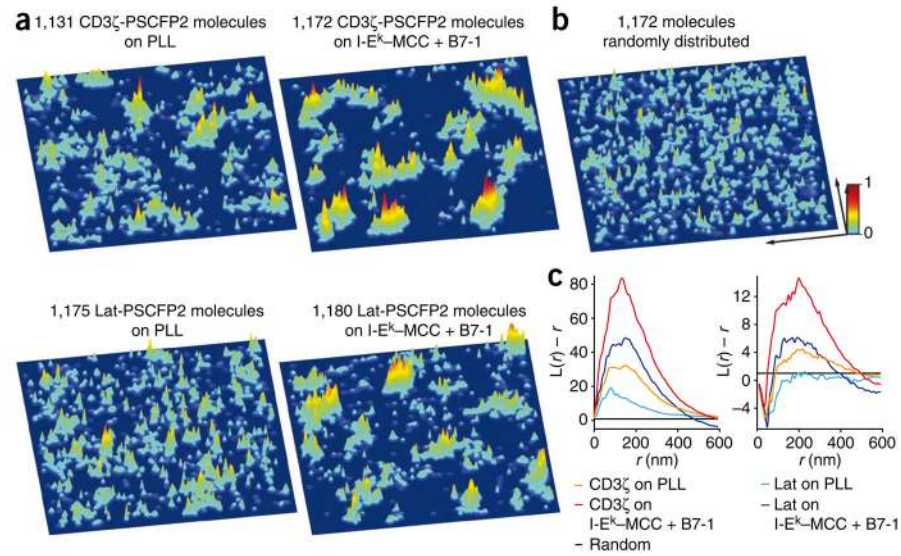 a
1,131 CD3ζ-PSCFP2 molecules
on PLL
1,172 CD3ζ-PSCFP2 molecules
on I-Eᵏ–MCC + B7-1
b
1,172 molecules
randomly distributed
1
0
1,175 Lat-PSCFP2 molecules
on PLL
1,180 Lat-PSCFP2 molecules
on I-Eᵏ–MCC + B7-1
c
L(r) – r
80
60
40
20
0
0 200 400 600
r (nm)
L(r) – r
12
8
4
0
–4
0 200 400 600
r (nm)
CD3ζ on PLL
CD3ζ on
I-Eᵏ–MCC + B7-1
Random
Lat on PLL
Lat on
I-Eᵏ–MCC + B7-1